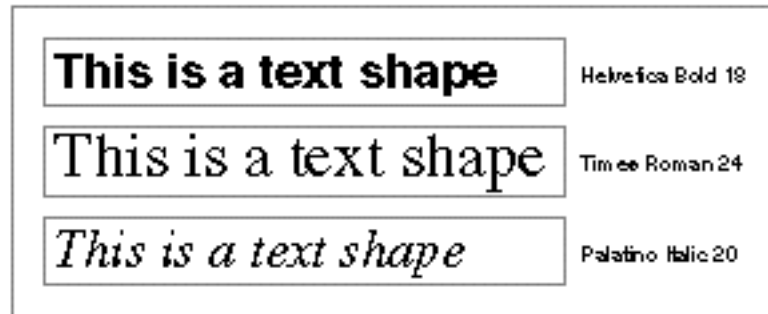 This is a text shape Helvetica Bold 18
This is a text shape Times Roman 24
This is a text shape Palatino Italic 20